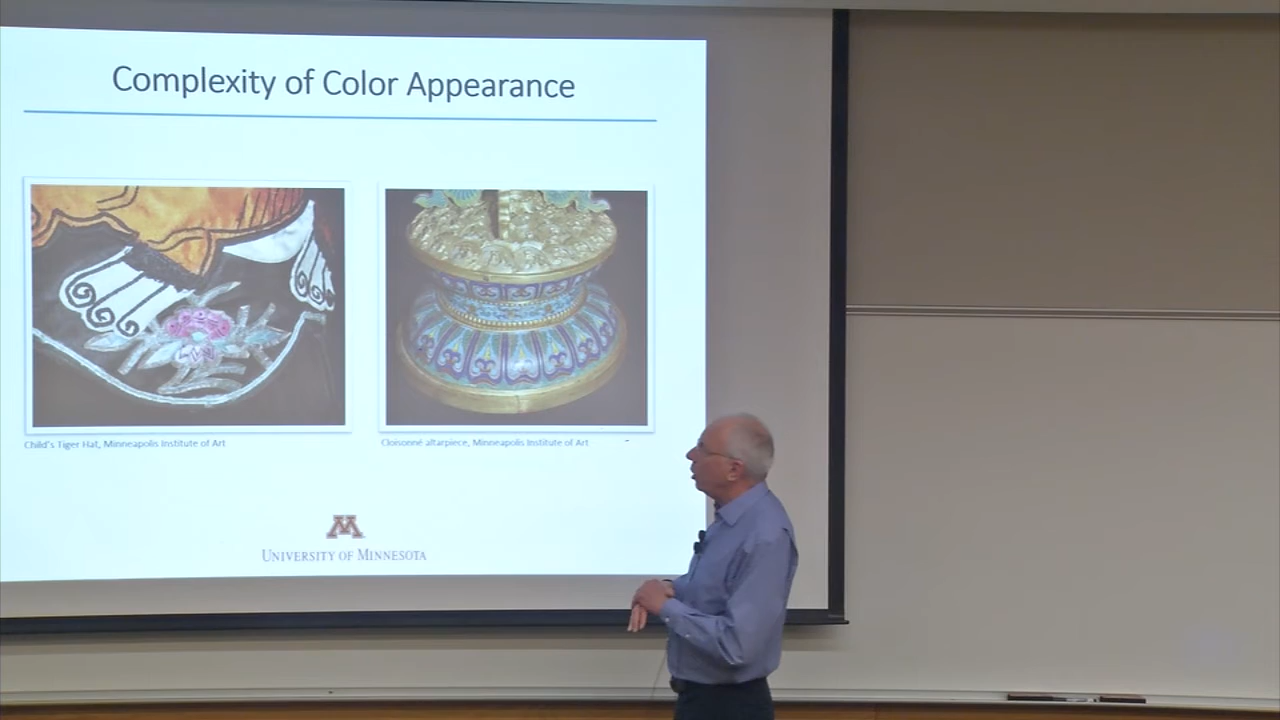 Complexity of Color Appearance
Child's Tiger Hat, Minneapolis Institute of Art
Cloisonné altarpiece, Minneapolis Institute of Art
M
UNIVERSITY OF MINNESOTA